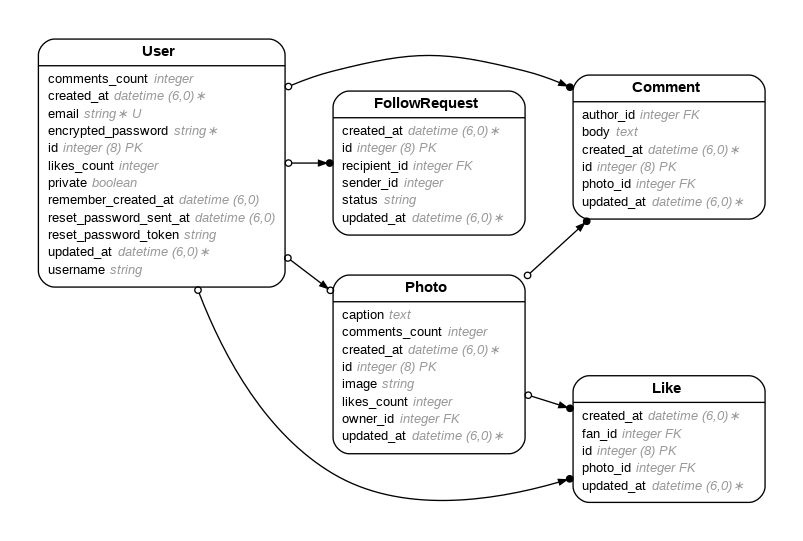 User
comments_count integer
created_at datetime (6,0)∗
email string∗ U
encrypted_password string∗
id integer (8) PK
likes_count integer
private boolean
remember_created_at datetime (6,0)
reset_password_sent_at datetime (6,0)
reset_password_token string
updated_at datetime (6,0)∗
username string
FollowRequest
created_at datetime (6,0)∗
id integer (8) PK
recipient_id integer FK
sender_id integer
status string
updated_at datetime (6,0)∗
Comment
author_id integer FK
body text
created_at datetime (6,0)∗
id integer (8) PK
photo_id integer FK
updated_at datetime (6,0)∗
Photo
caption text
comments_count integer
created_at datetime (6,0)∗
id integer (8) PK
image string
likes_count integer
owner_id integer FK
updated_at datetime (6,0)∗
Like
created_at datetime (6,0)∗
fan_id integer FK
id integer (8) PK
photo_id integer FK
updated_at datetime (6,0)∗